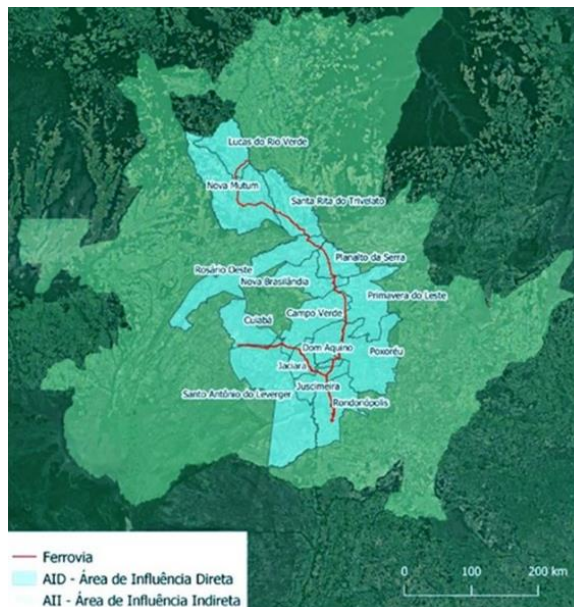 Lucas do Rio Verde
Nova Mutum
Santa Rita do Trivelato
Planalto da Serra
Rosário Oeste
Nova Brasilândia
Primavera do Leste
Cuiabá
Campo Verde
Dom Aquino
Poxoréu
Jaciara
Juscimeira
Santo Antônio do Leverger
Rondonópolis
Ferrovia
AID - Área de Influência Direta
AII - Área de Influência Indireta
0 100 200 km